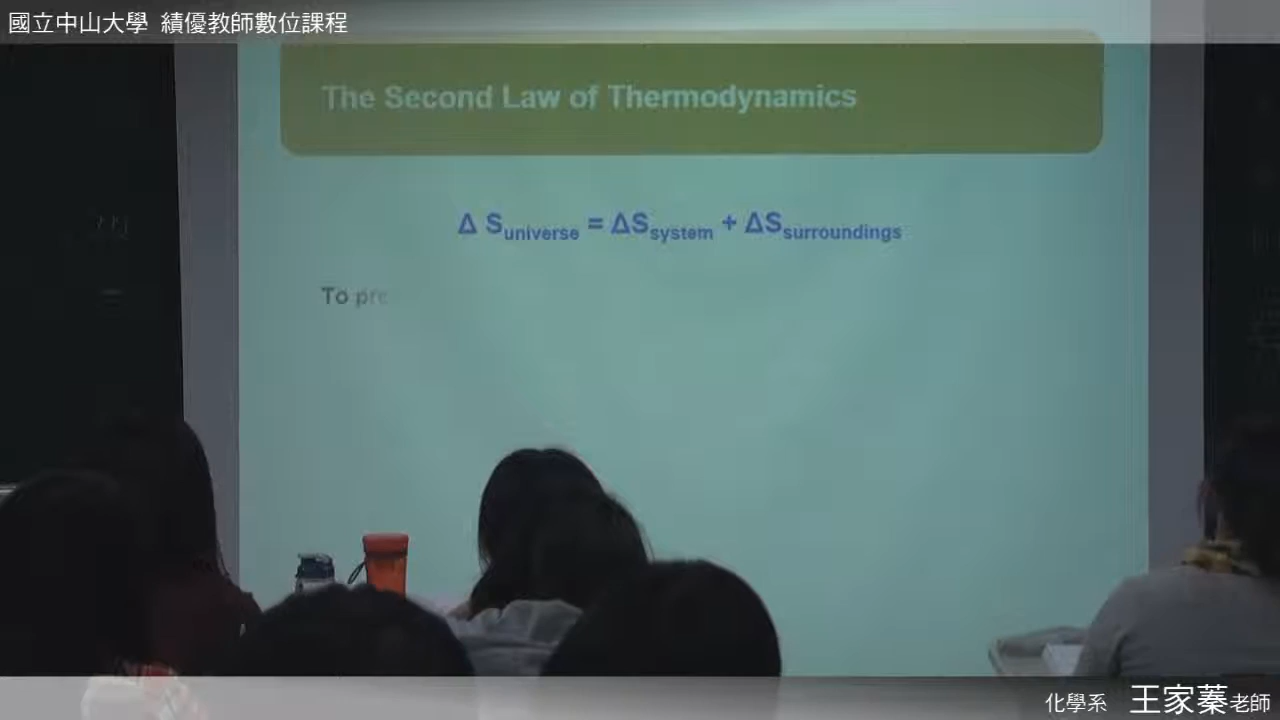 國立中山大學 績優教師數位課程
The Second Law of Thermodynamics
Δ Suniverse = ΔSsystem + ΔSsurroundings
To pre
化學系 王家蓁老師